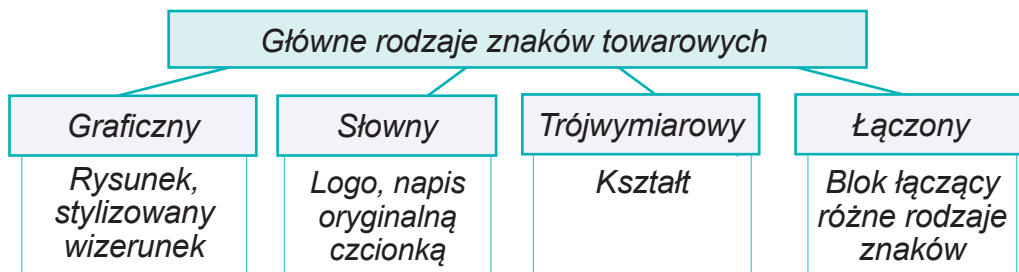 Główne rodzaje znaków towarowych
Graficzny
Rysunek,
stylizowany
wizerunek
Słowny
Logo, napis
oryginalną
czcionką
Trójwymiarowy
Kształt
Łączony
Blok łączący
różne rodzaje
znaków